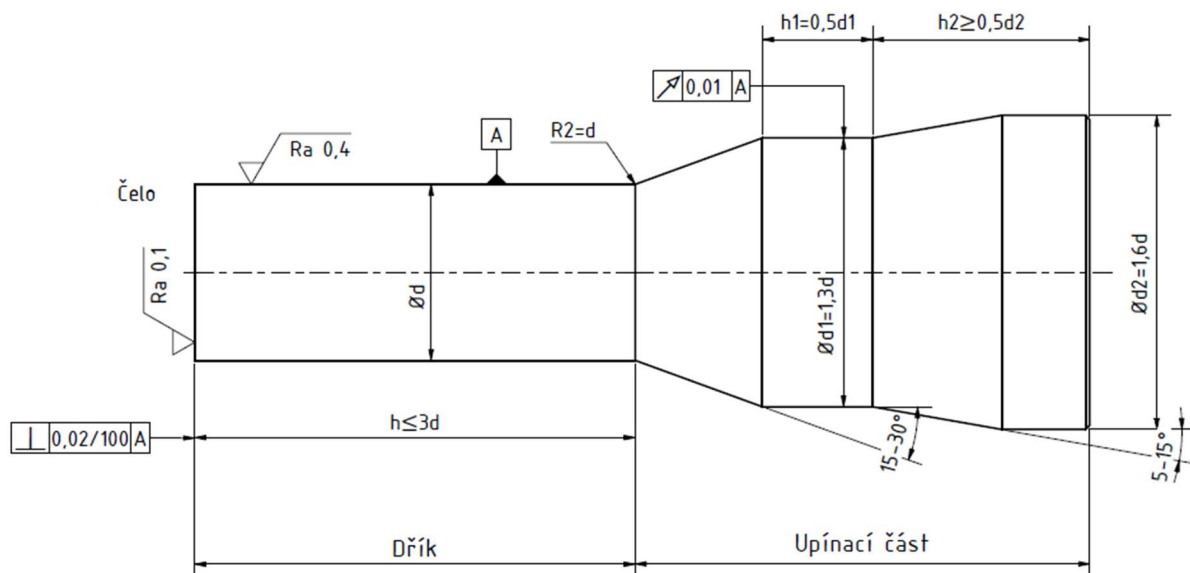 h1=0,5d1
h2≥0,5d2
0,01 A
A
R2=d
Ra 0,4
Čelo
Ra 0,1
Ød
Ød1=1,3d
Ød2=1,6d
h≤3d
⊥ 0,02/100 A
15-30°
5-15°
Dřík
Upínací část